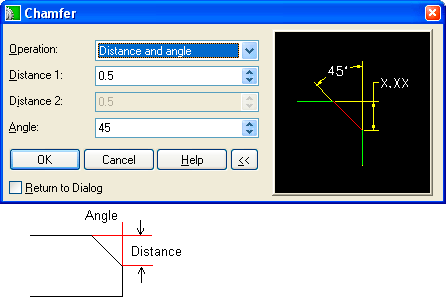 Chamfer
Operation:
Distance and angle
Distance 1:
0.5
Distance 2:
0.5
Angle:
45
OK
Cancel
Help
<<
Return to Dialog
45°
X.XX
Angle
Distance